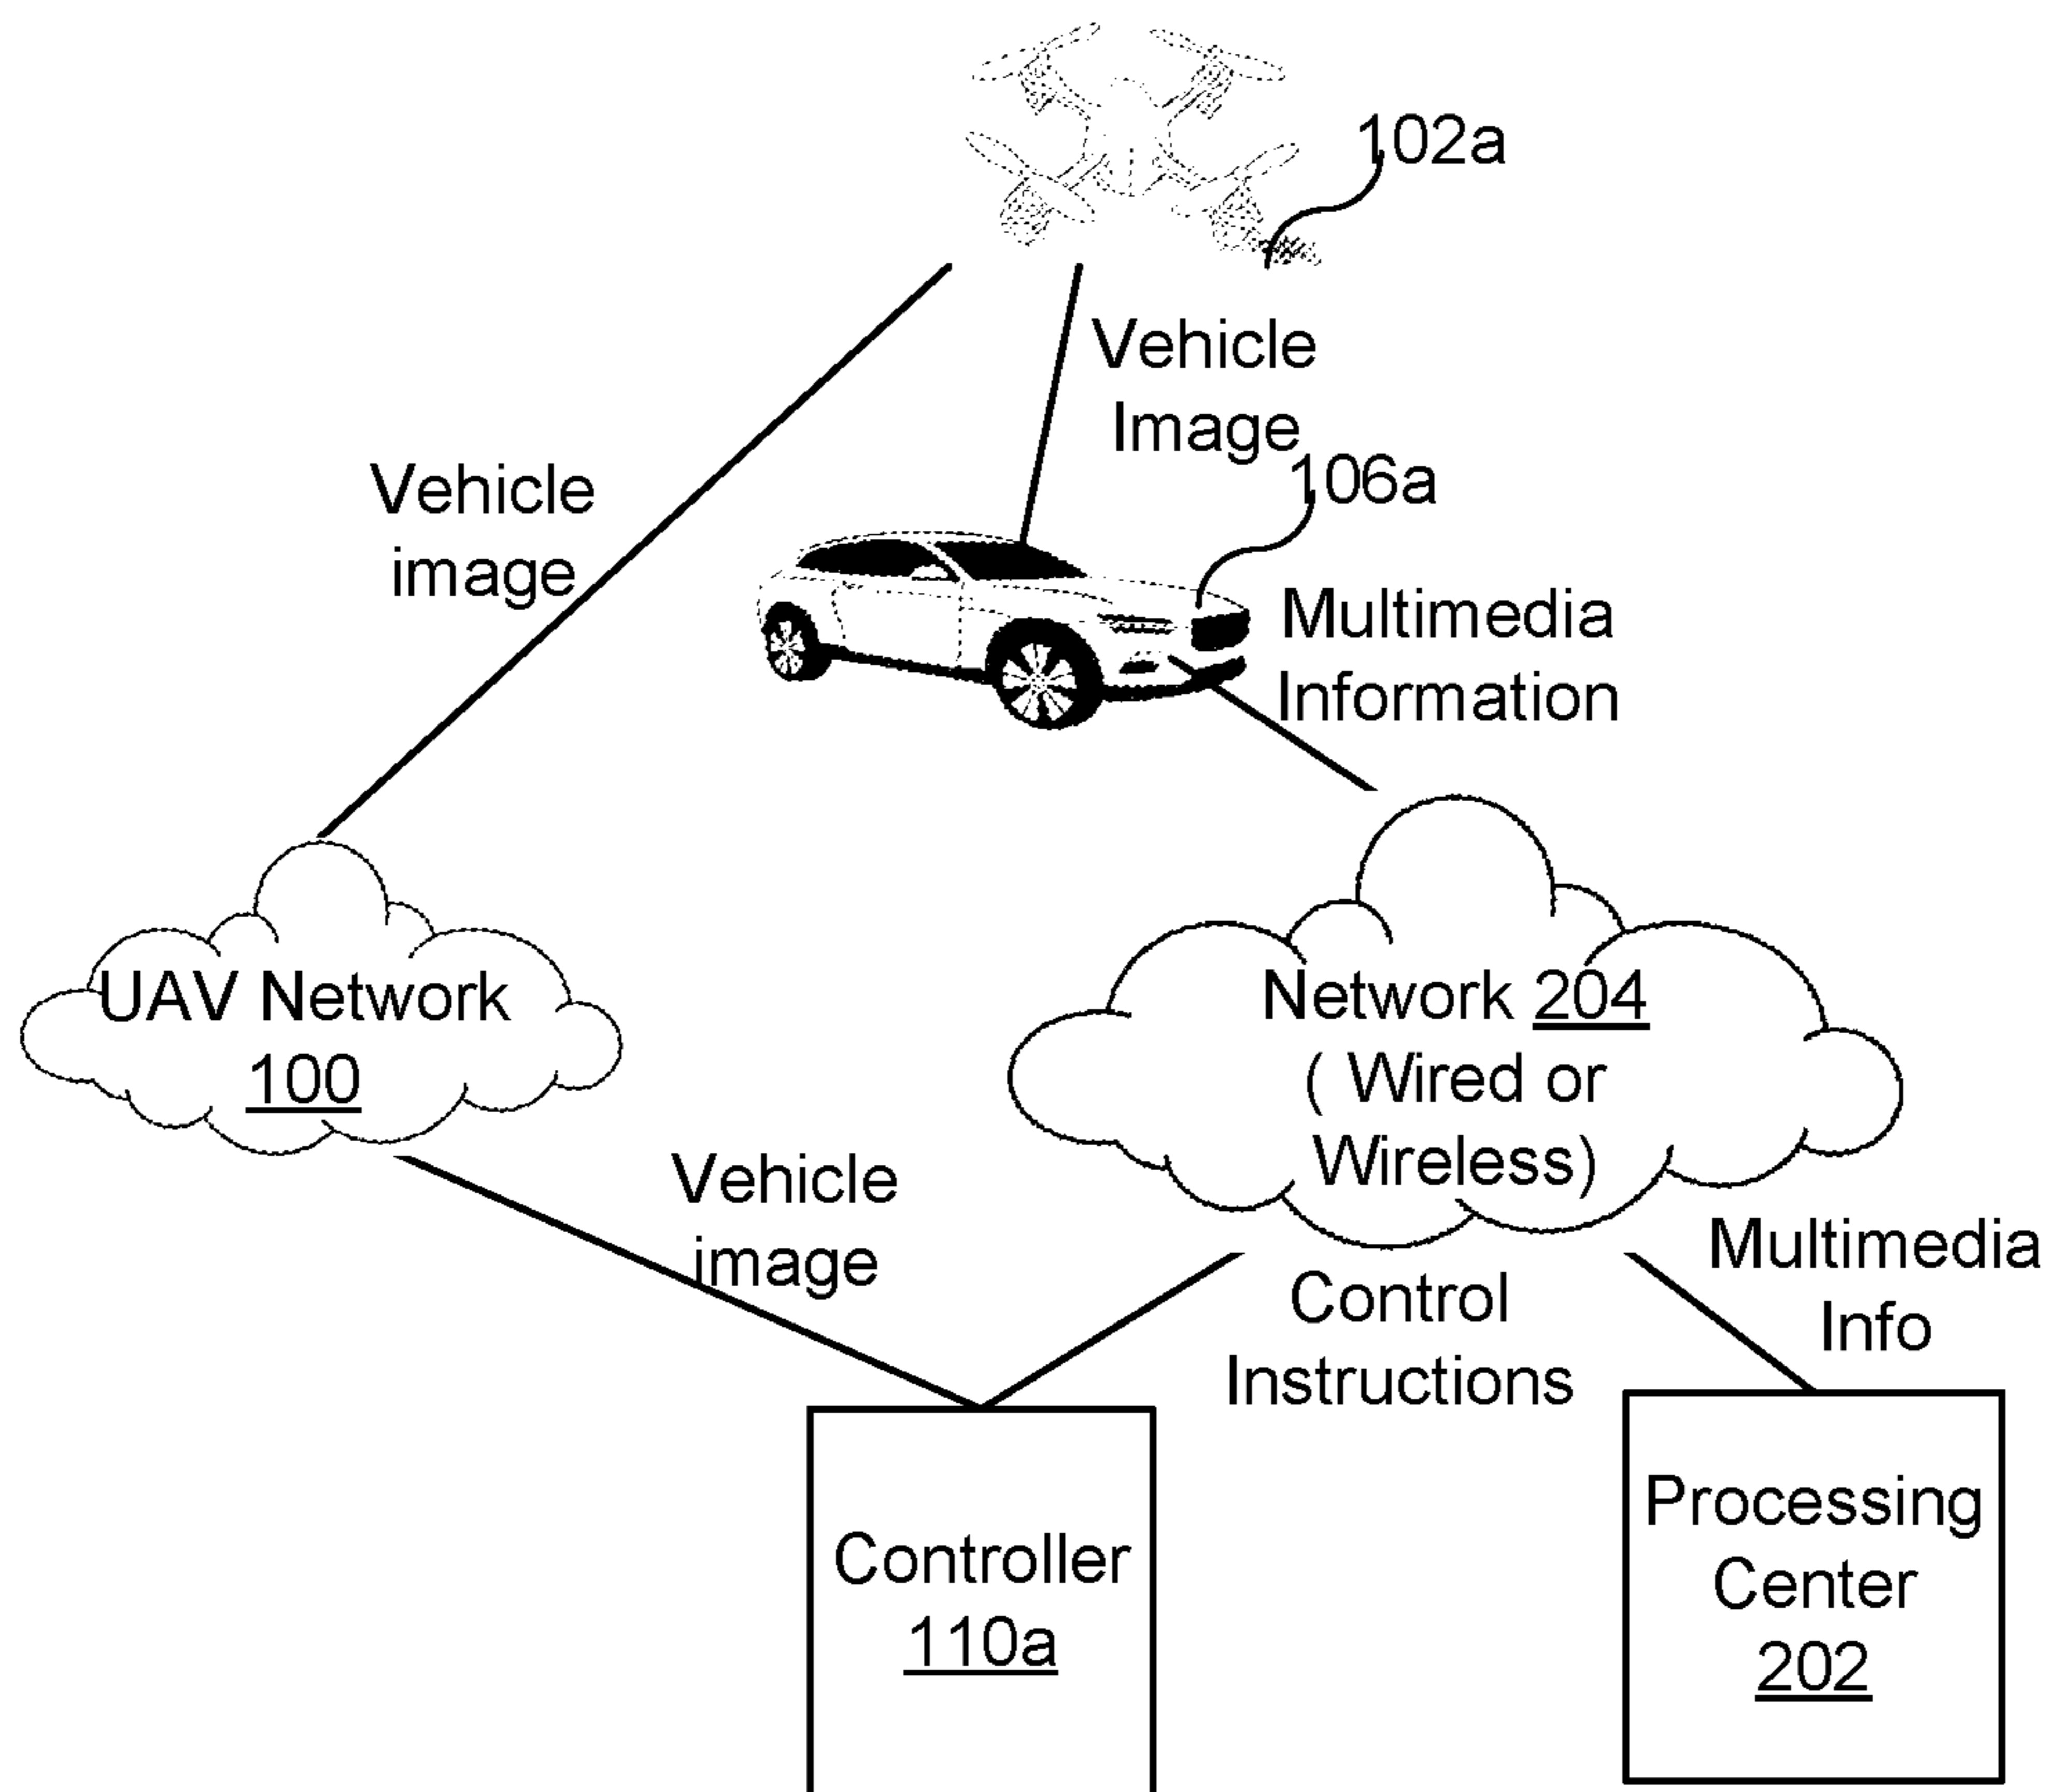 102a
Vehicle
Image
106a
Vehicle
image
Multimedia
Information
UAV Network
100
Network 204
( Wired or
Wireless)
Vehicle
image
Control
Instructions
Multimedia
Info
Controller
110a
Processing
Center
202